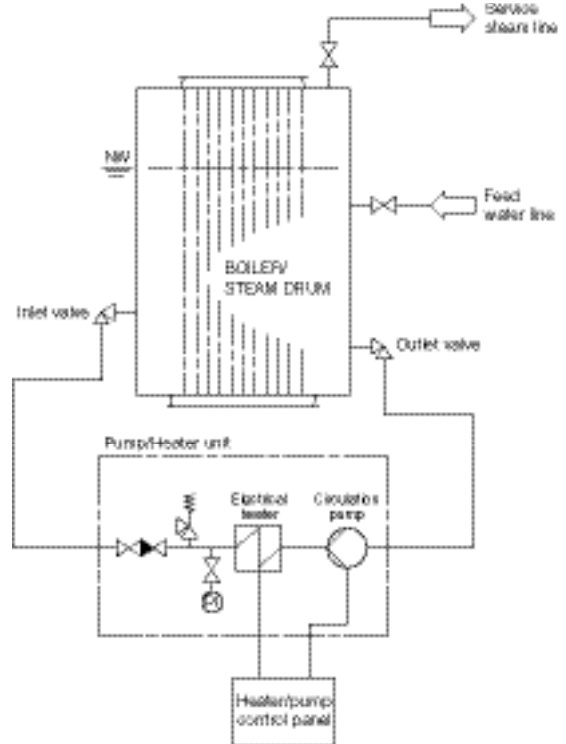 Service
steam line
NW
Feed
water line
BOILER/
STEAM DRUM
Inlet valve
Outlet valve
Pump/Heater unit
Electrical
heater
Circulation
pump
Heater/pump
control panel